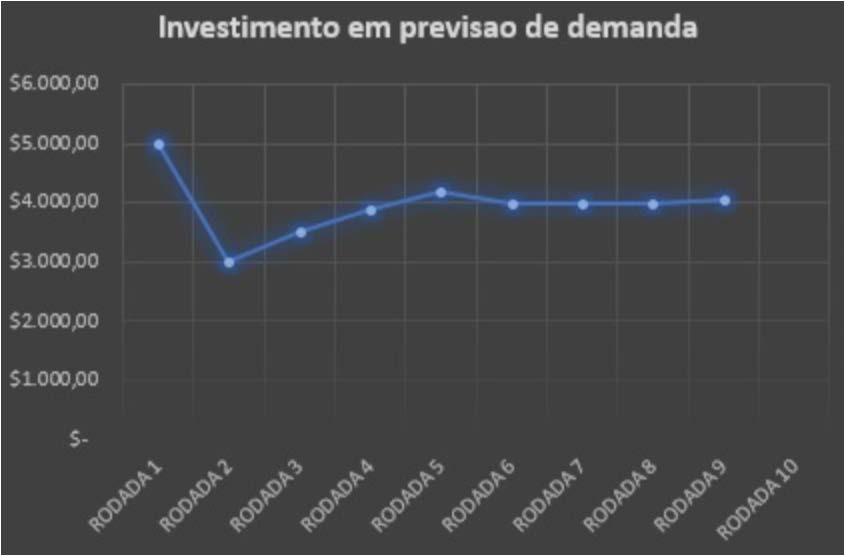 Investimento em previsao de demanda
$6.000,00
$5.000,00
$4.000,00
$3.000,00
$2.000,00
$1.000,00
$-
RODADA 1
RODADA 2
RODADA 3
RODADA 4
RODADA 5
RODADA 6
RODADA 7
RODADA 8
RODADA 9
RODADA 10